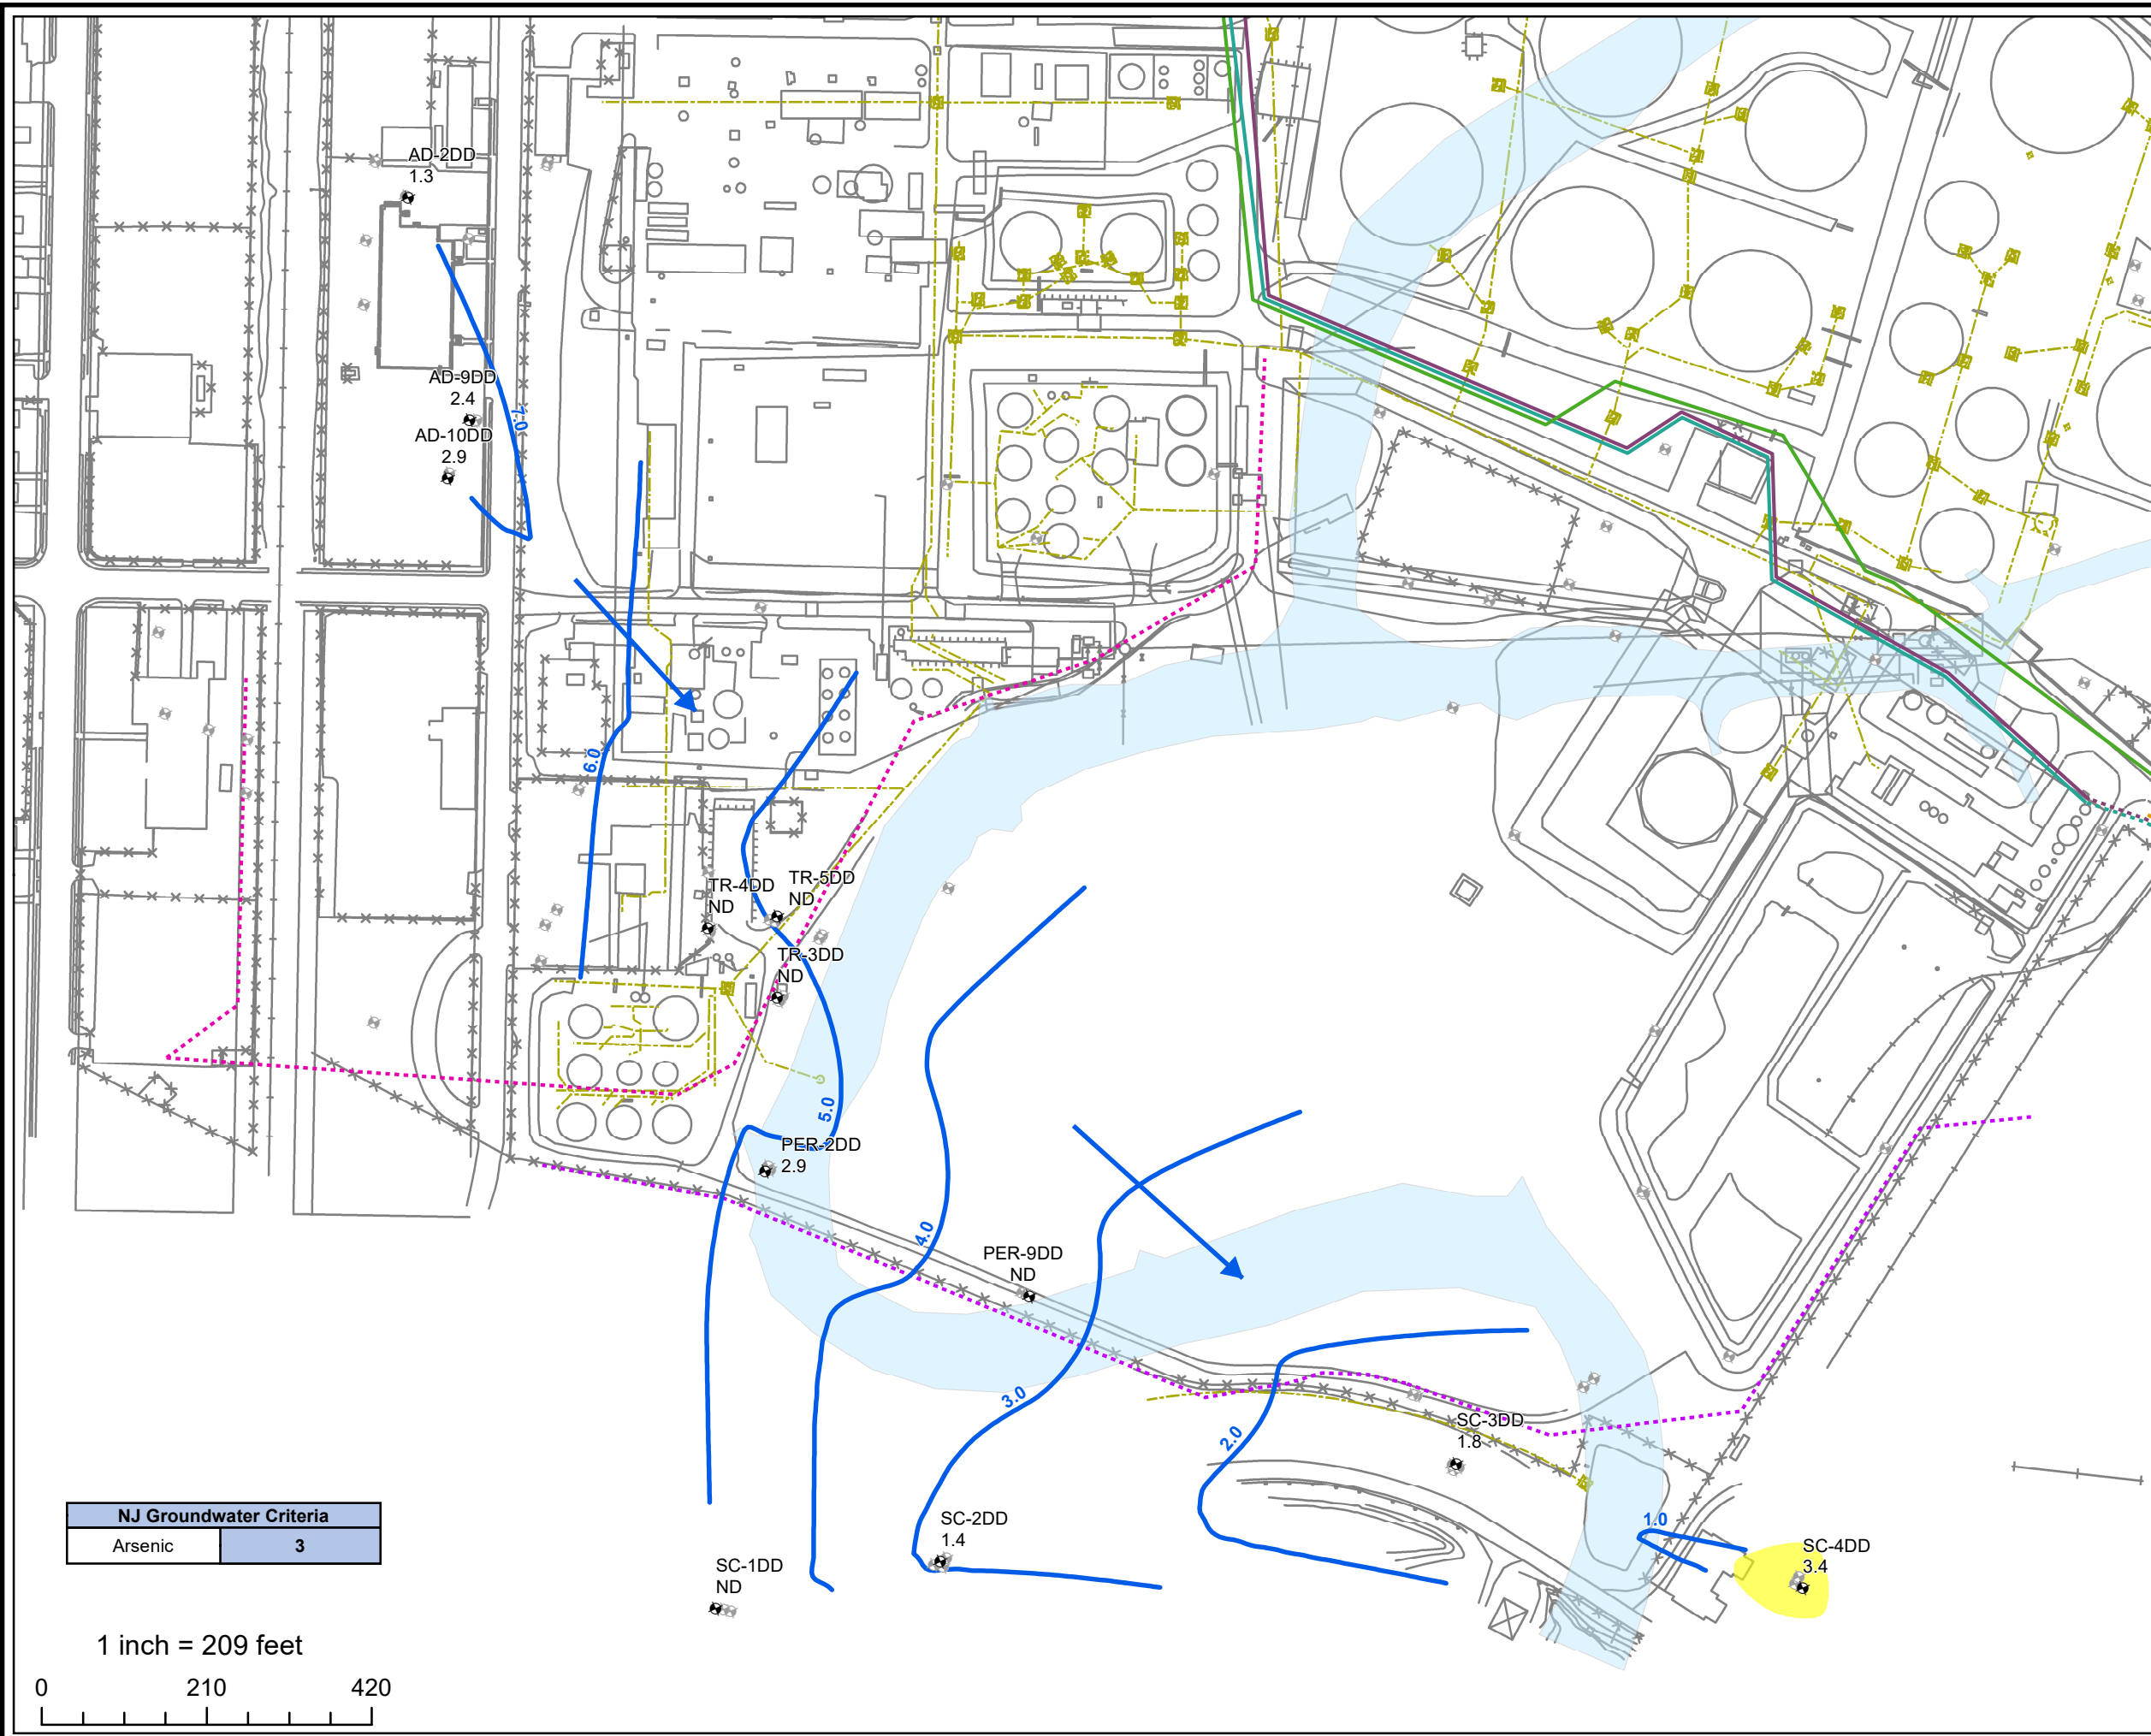 AD-2DD
1.3
AD-9DD
2.4
7.0
AD-10DD
2.9
6.0
TR-4DD
ND
TR-5DD
ND
TR-3DD
ND
5.0
PER-2DD
2.9
4.0
PER-9DD
ND
3.0
2.0
SC-3DD
1.8
SC-2DD
1.4
1.0
SC-4DD
3.4
SC-1DD
ND
NJ Groundwater Criteria
Arsenic 3
1 inch = 209 feet
0 210 420